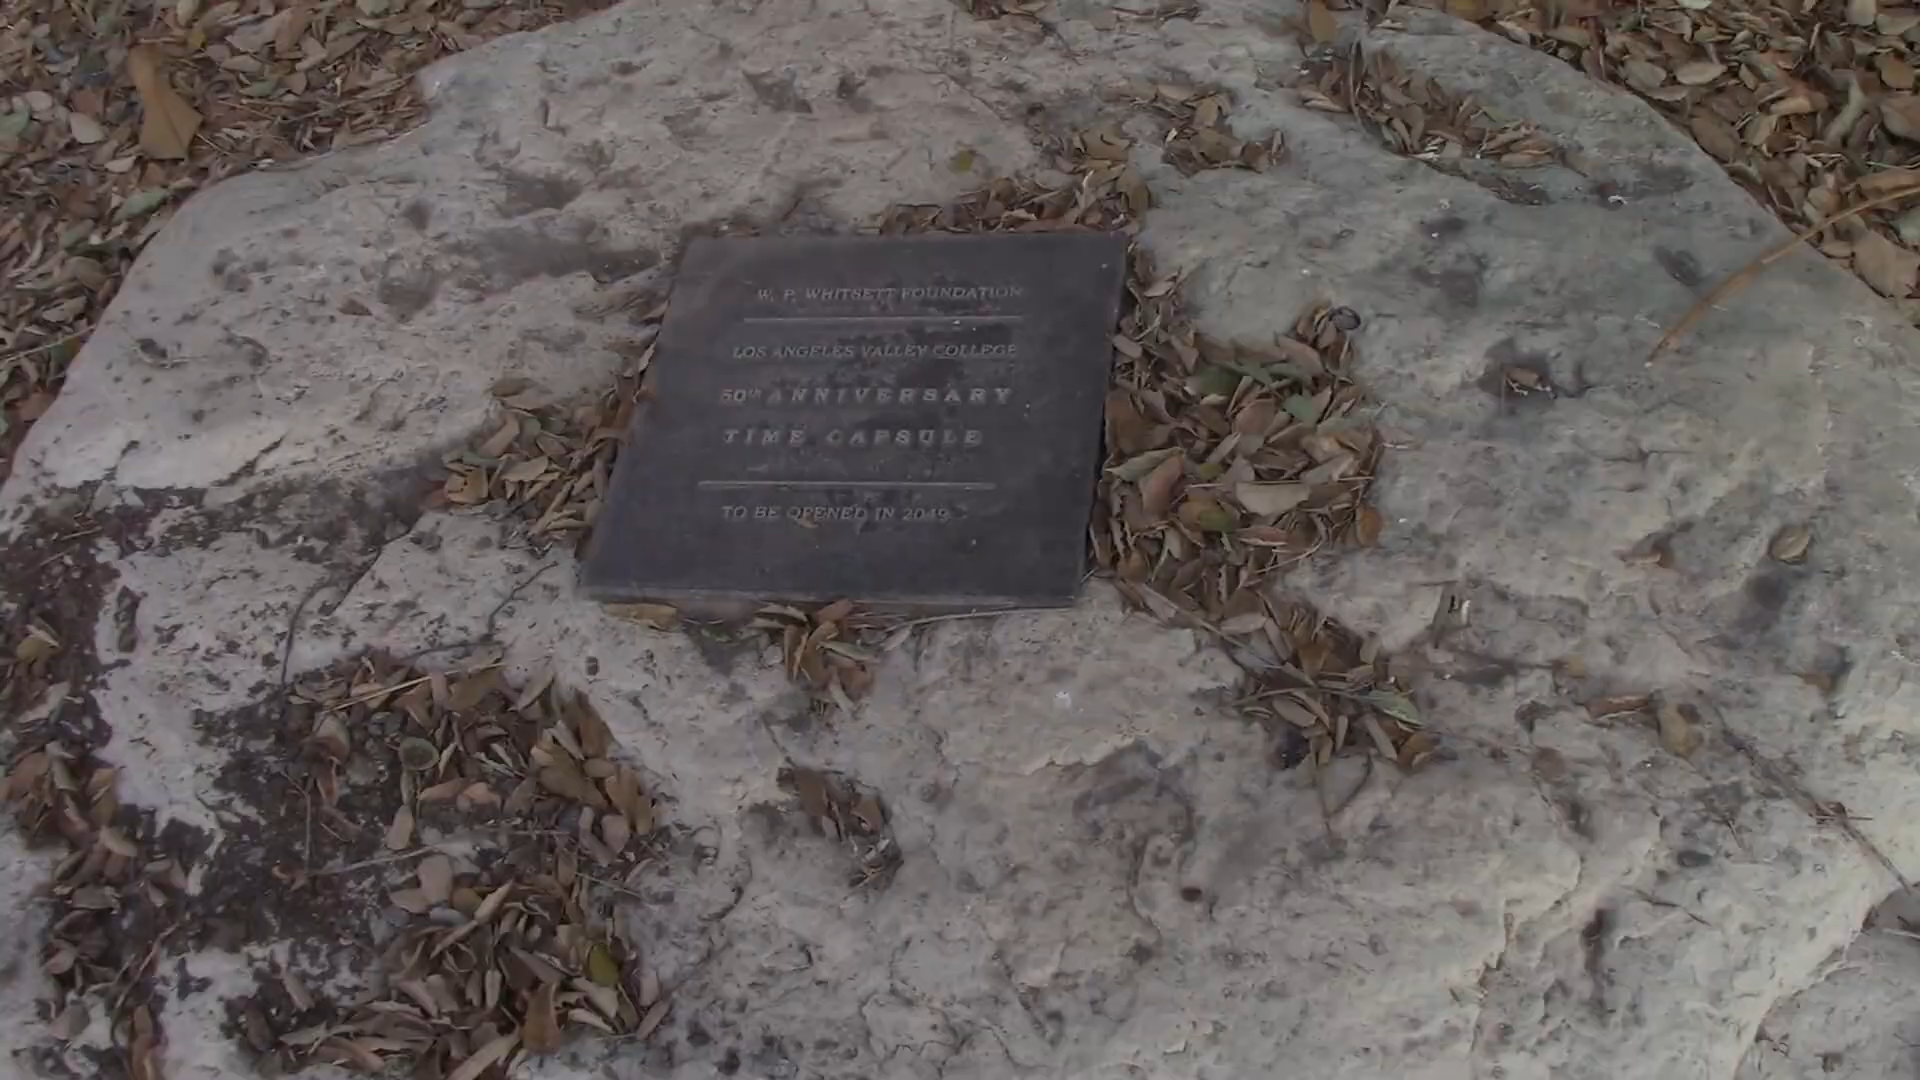 W. P. WHITSETT FOUNDATION
LOS ANGELES VALLEY COLLEGE
50th ANNIVERSARY
TIME CAPSULE
TO BE OPENED IN 2049